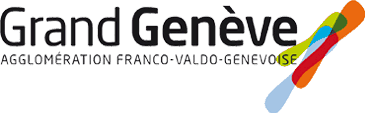 Grand Genève
AGGLOMÉRATION FRANCO-VALDO-GENEVOISE